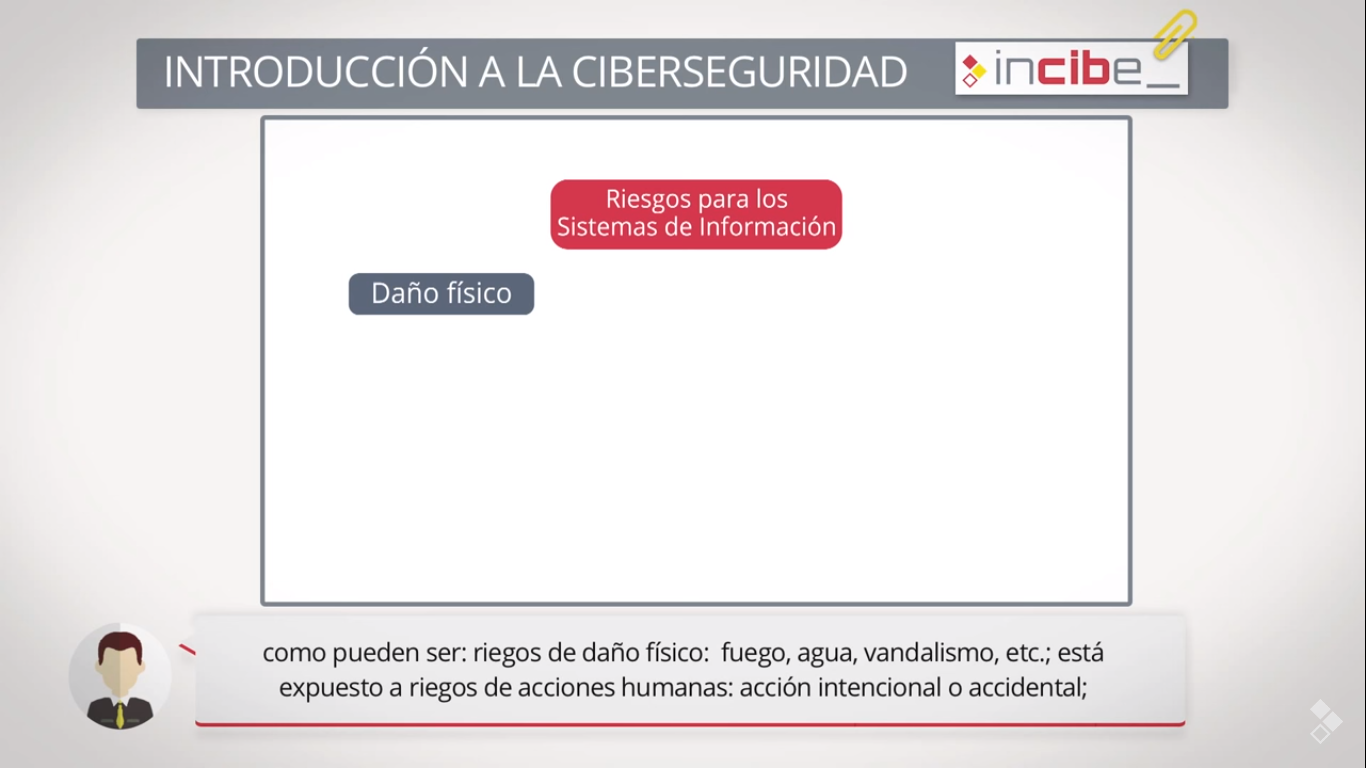 INTRODUCCIÓN A LA CIBERSEGURIDAD
incibe_
Riesgos para los
Sistemas de Información
Daño físico
como pueden ser: riegos de daño físico:  fuego, agua, vandalismo, etc.; está
expuesto a riegos de acciones humanas: acción intencional o accidental;